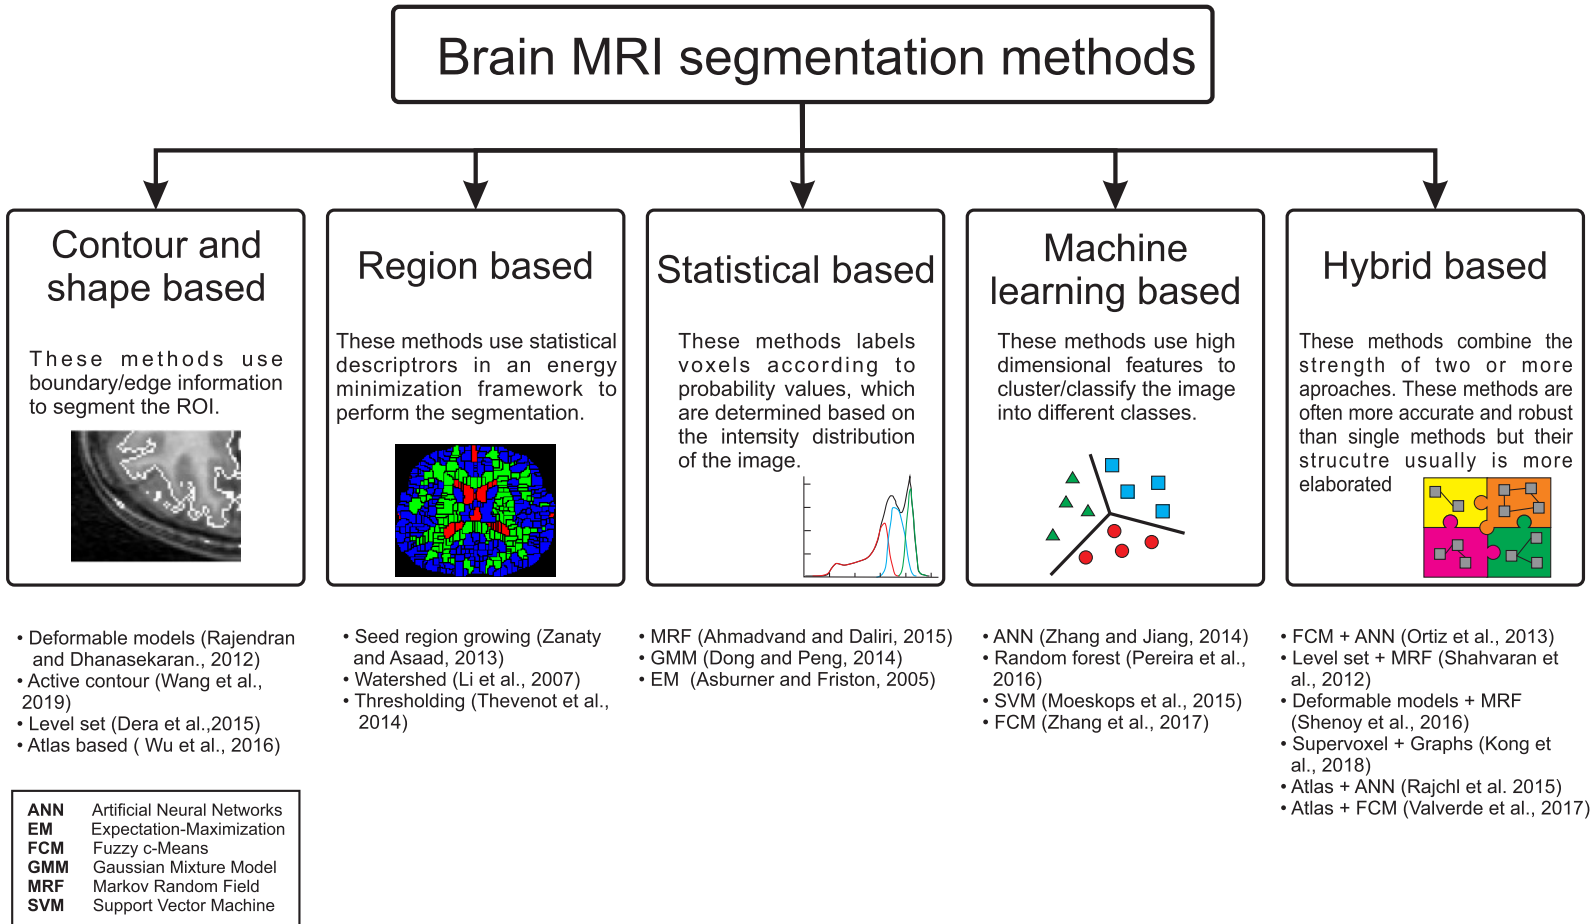 Brain MRI segmentation methods
Contour and
shape based
These methods use
boundary/edge information
to segment the ROI.
• Deformable models (Rajendran
and Dhanasekaran., 2012)
• Active contour (Wang et al.,
2019)
• Level set (Dera et al.,2015)
• Atlas based ( Wu et al., 2016)
Region based
These methods use statistical
descriptrors in an energy
minimization framework to
perform the segmentation.
• Seed region growing (Zanaty
and Asaad, 2013)
• Watershed (Li et al., 2007)
• Thresholding (Thevenot et al.,
2014)
Statistical based
These methods labels
voxels according to
probability values, which
are determined based on
the intensity distribution
of the image.
• MRF (Ahmadvand and Daliri, 2015)
• GMM (Dong and Peng, 2014)
• EM (Asburner and Friston, 2005)
Machine
learning based
These methods use high
dimensional features to
cluster/classify the image
into different classes.
• ANN (Zhang and Jiang, 2014)
• Random forest (Pereira et al.,
2016)
• SVM (Moeskops et al., 2015)
• FCM (Zhang et al., 2017)
Hybrid based
These methods combine the
strength of two or more
aproaches. These methods are
often more accurate and robust
than single methods but their
strucutre usually is more
elaborated
• FCM + ANN (Ortiz et al., 2013)
• Level set + MRF (Shahvaran et
al., 2012)
• Deformable models + MRF
(Shenoy et al., 2016)
• Supervoxel + Graphs (Kong et
al., 2018)
• Atlas + ANN (Rajchl et al. 2015)
• Atlas + FCM (Valverde et al., 2017)
ANN Artificial Neural Networks
EM Expectation-Maximization
FCM Fuzzy c-Means
GMM Gaussian Mixture Model
MRF Markov Random Field
SVM Support Vector Machine